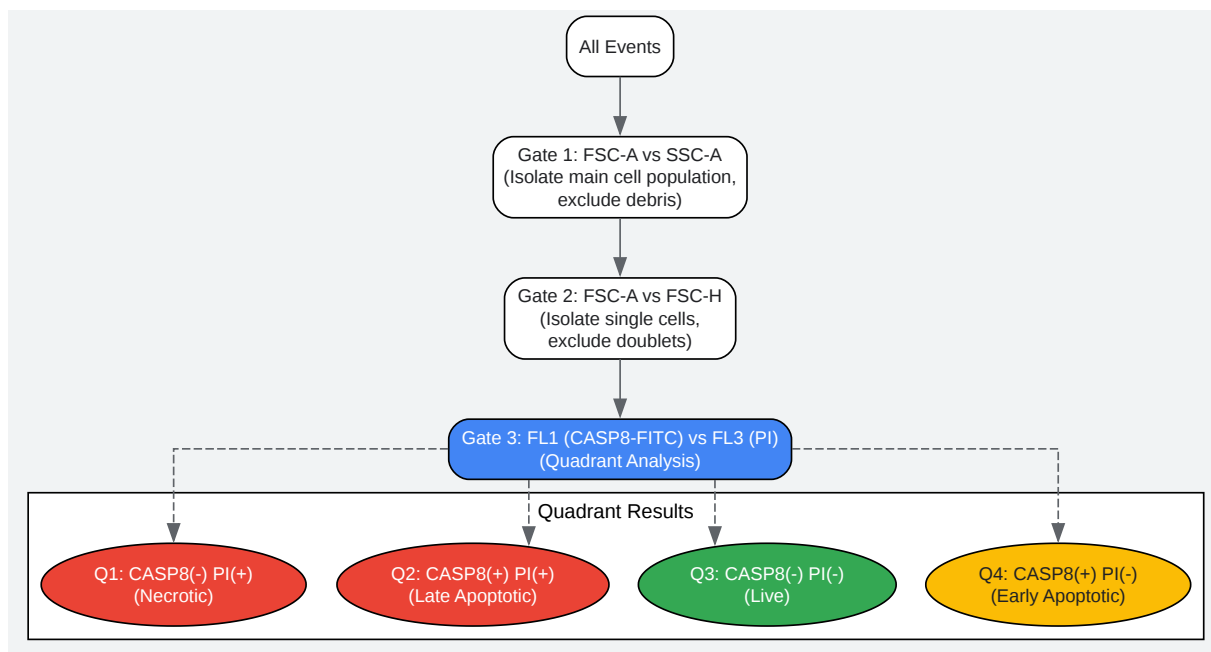 All Events
Gate 1: FSC-A vs SSC-A
(Isolate main cell population,
exclude debris)
Gate 2: FSC-A vs FSC-H
(Isolate single cells,
exclude doublets)
Gate 3: FL1 (CASP8-FITC) vs FL3 (PI)
(Quadrant Analysis)
Quadrant Results
Q1: CASP8(-) PI(+)
(Necrotic)
Q2: CASP8(+) PI(+)
(Late Apoptotic)
Q3: CASP8(-) PI(-)
(Live)
Q4: CASP8(+) PI(-)
(Early Apoptotic)